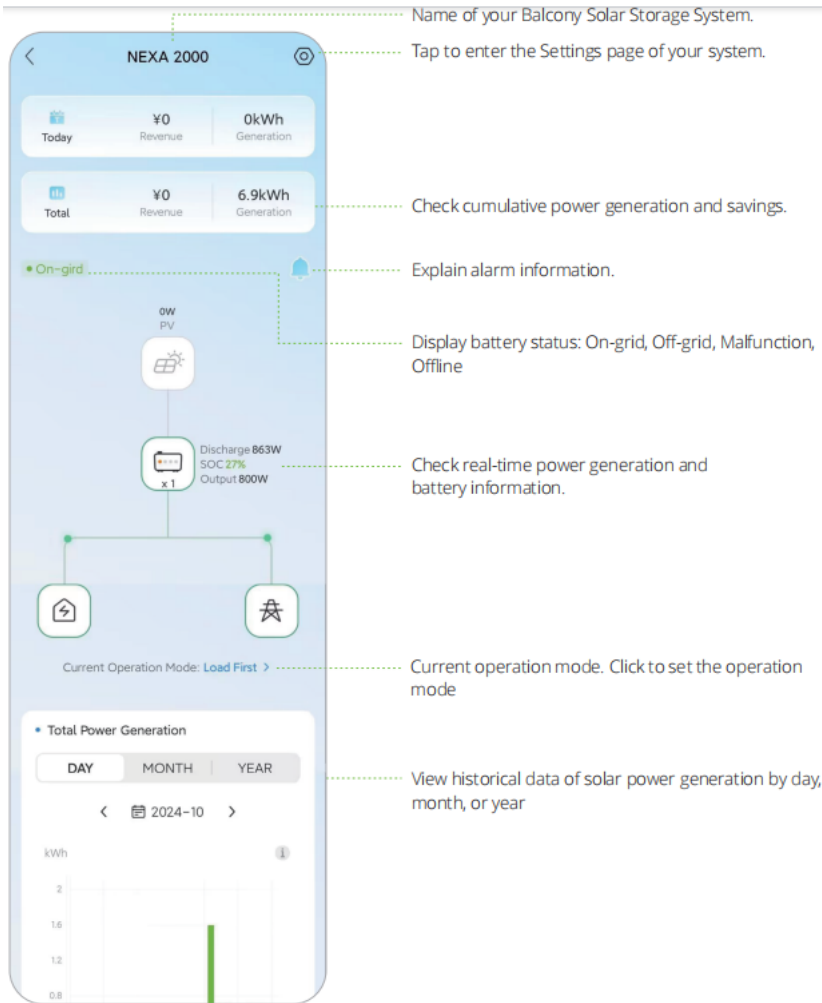 Name of your Balcony Solar Storage System.
NEXA 2000
Tap to enter the Settings page of your system.
Today
¥0
Revenue
0kWh
Generation
Total
¥0
Revenue
6.9kWh
Generation
Check cumulative power generation and savings.
On-gird
Explain alarm information.
0W
PV
Display battery status: On-grid, Off-grid, Malfunction,
Offline
Discharge 863W
SOC 27%
Output 800W
x 1
Check real-time power generation and
battery information.
Current Operation Mode: Load First >
Current operation mode. Click to set the operation
mode
Total Power Generation
DAY
MONTH
YEAR
View historical data of solar power generation by day,
month, or year
< 2024-10 >
kWh
i
2
1.6
1.2
0.8